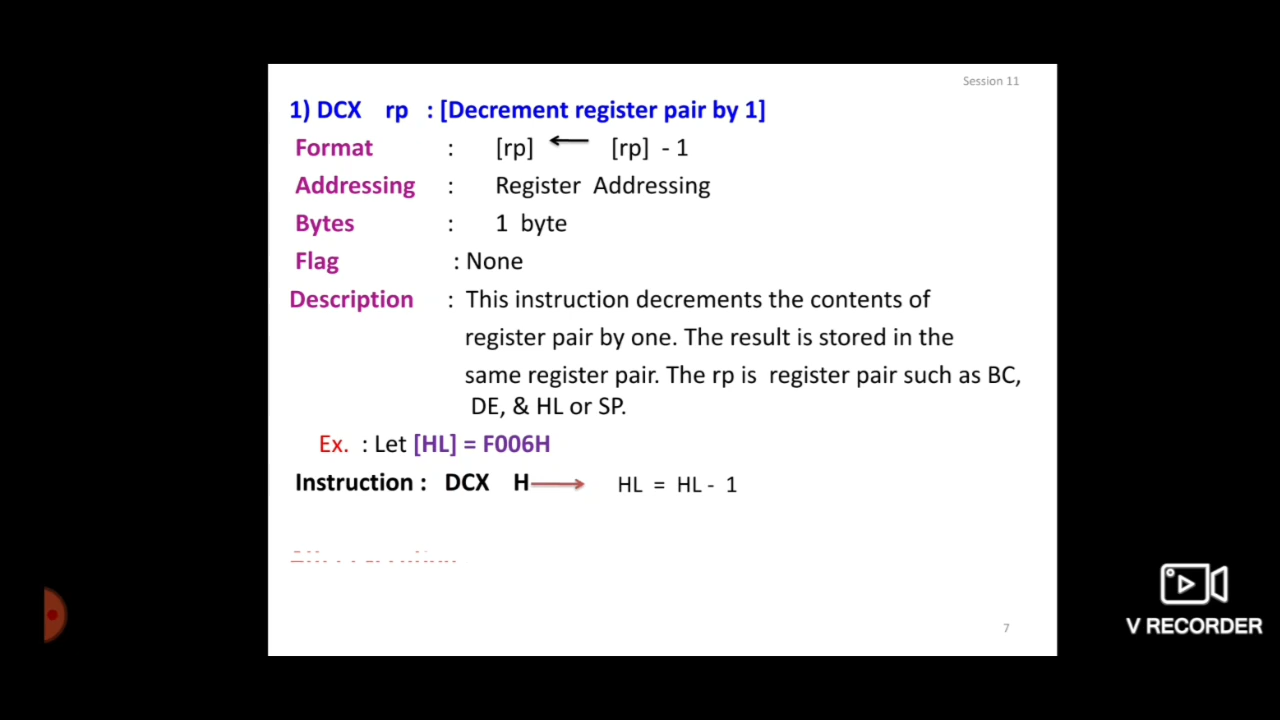 Session 11
1) DCX rp : [Decrement register pair by 1]
Format : [rp] ← [rp] - 1
Addressing : Register Addressing
Bytes : 1 byte
Flag : None
Description : This instruction decrements the contents of
register pair by one. The result is stored in the
same register pair. The rp is register pair such as BC,
DE, & HL or SP.
Ex. : Let [HL] = F006H
Instruction : DCX H → HL = HL - 1
7
V RECORDER